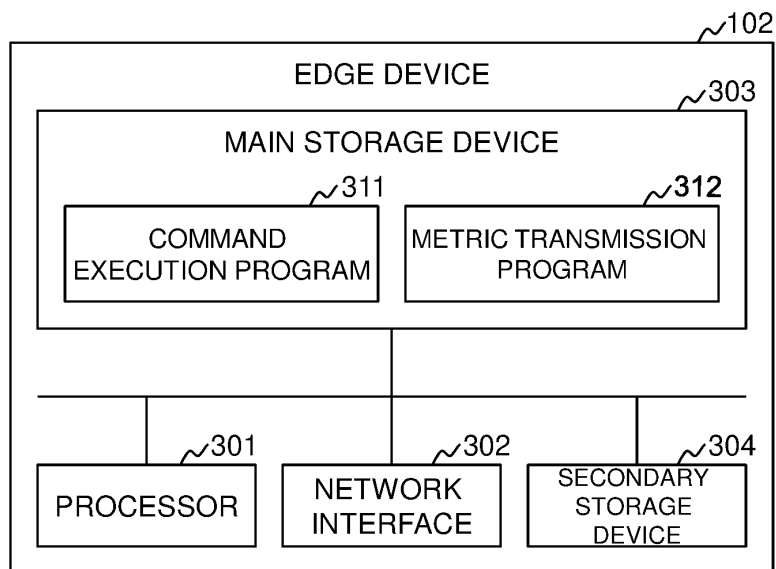 102
EDGE DEVICE
303
MAIN STORAGE DEVICE
311
COMMAND
EXECUTION PROGRAM
312
METRIC TRANSMISSION
PROGRAM
301
PROCESSOR
302
NETWORK
INTERFACE
304
SECONDARY
STORAGE
DEVICE